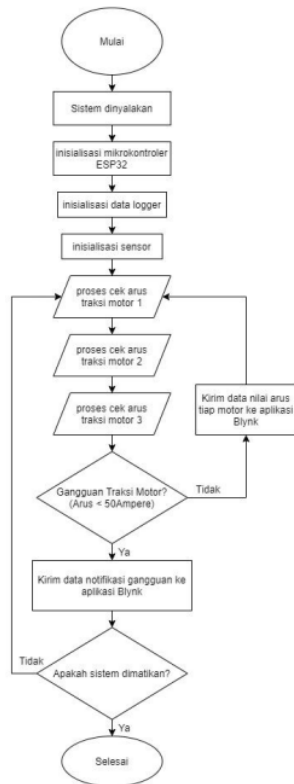 Mulai
Sistem dinyalakan
inisialisasi mikrokontroler
ESP32
inisialisasi data logger
inisialisasi sensor
proses cek arus
traksi motor 1
proses cek arus
traksi motor 2
proses cek arus
traksi motor 3
Kirim data nilai arus
tiap motor ke aplikasi
Blynk
Gangguan Traksi Motor?
(Arus < 50Ampere)
Tidak
Ya
Kirim data notifikasi gangguan ke
aplikasi Blynk
Tidak
Apakah sistem dimatikan?
Ya
Selesai